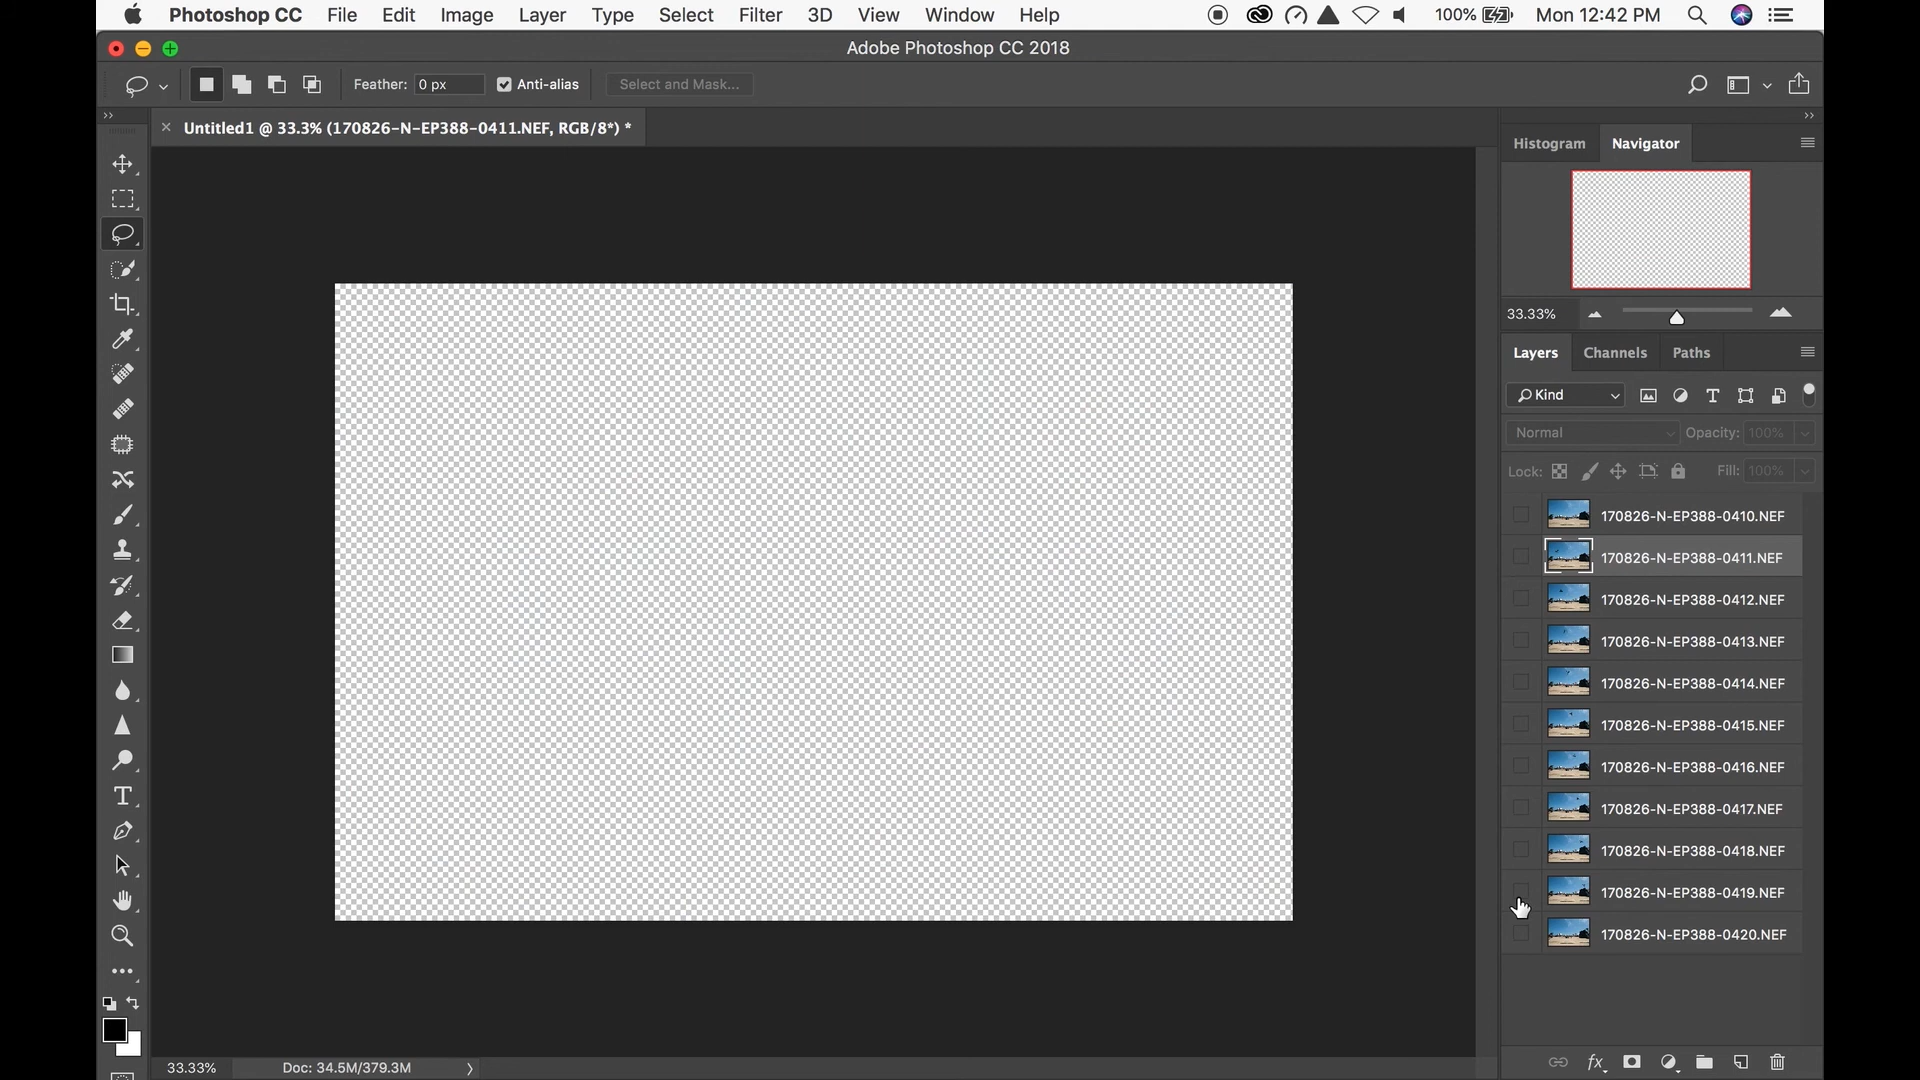 Photoshop CC File Edit Image Layer Type Select Filter 3D View Window Help 100% Mon 12:42 PM
Adobe Photoshop CC 2018
Feather: 0 px Anti-alias Select and Mask...
Untitled1 @ 33.3% (170826-N-EP388-0411.NEF, RGB/8*) *
Histogram Navigator
33.33%
Layers Channels Paths
Kind
Normal Opacity: 100%
Lock: Fill: 100%
170826-N-EP388-0410.NEF
170826-N-EP388-0411.NEF
170826-N-EP388-0412.NEF
170826-N-EP388-0413.NEF
170826-N-EP388-0414.NEF
170826-N-EP388-0415.NEF
170826-N-EP388-0416.NEF
170826-N-EP388-0417.NEF
170826-N-EP388-0418.NEF
170826-N-EP388-0419.NEF
170826-N-EP388-0420.NEF
33.33% Doc: 34.5M/379.3M